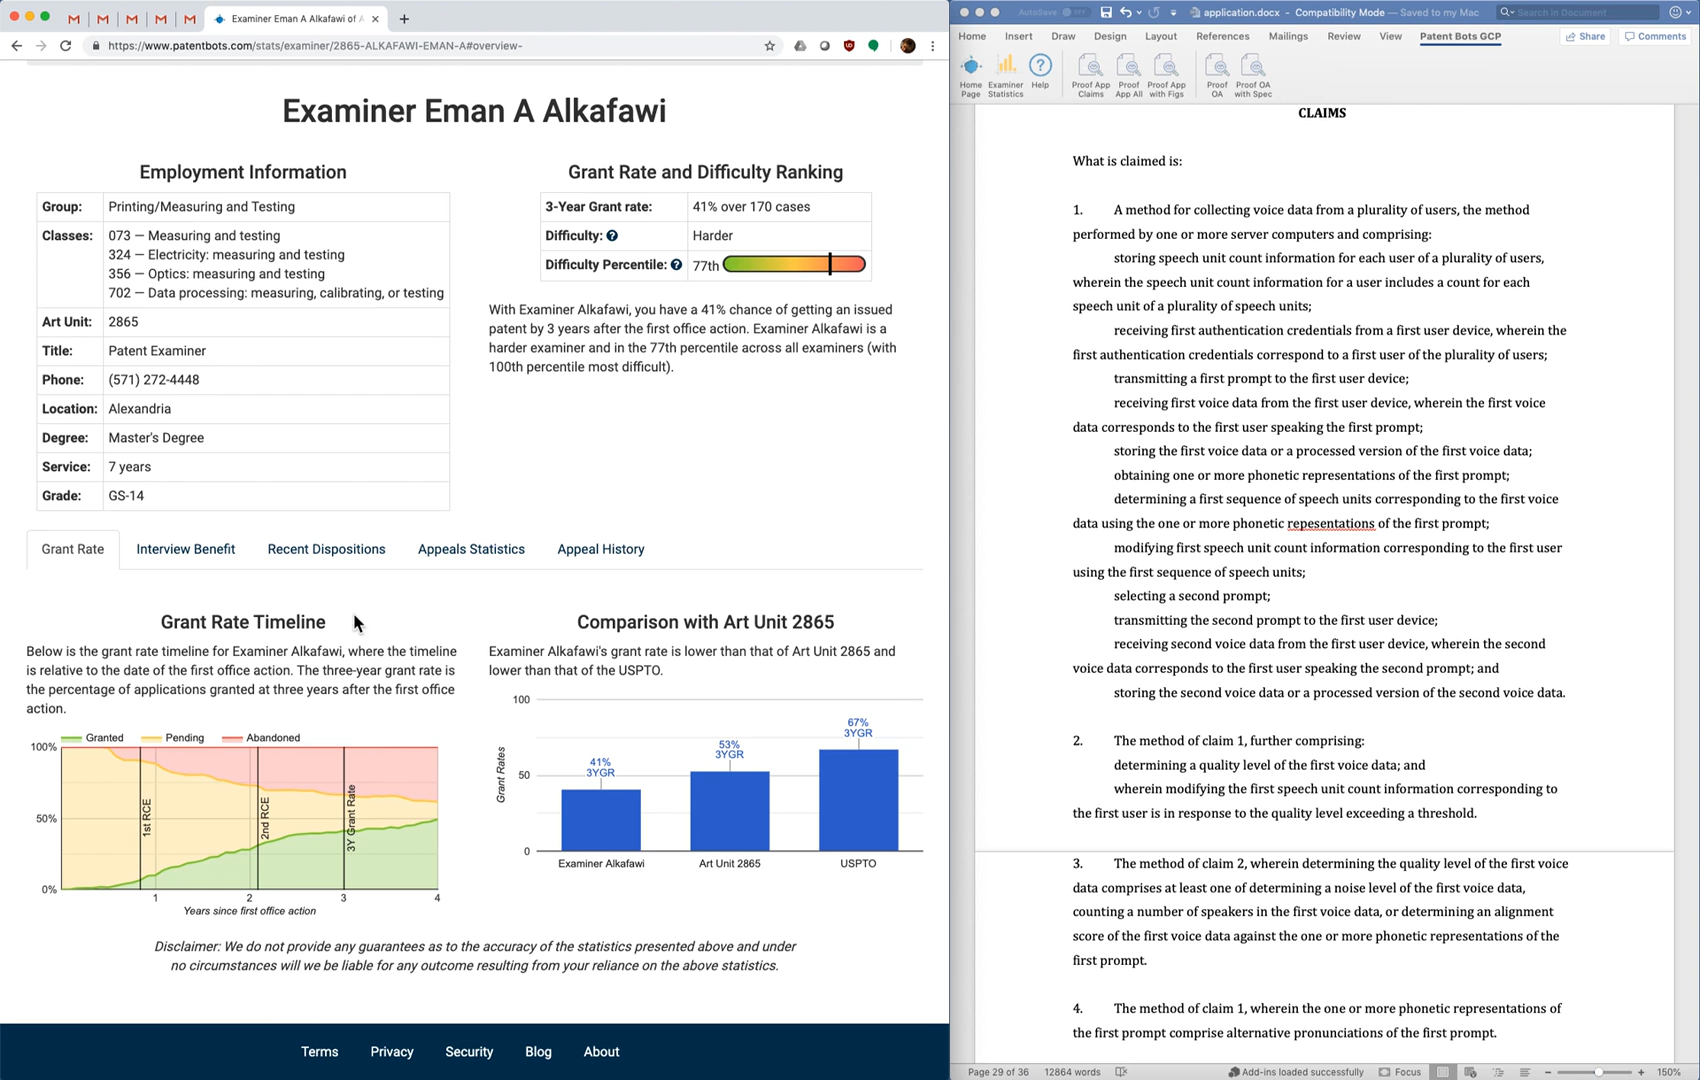 Examiner Eman A Alkafawi of A
https://www.patentbots.com/stats/examiner/2865-ALKAFAWI-EMAN-A#overview-
Examiner Eman A Alkafawi
Employment Information
Group: Printing/Measuring and Testing
Classes: 073 — Measuring and testing
324 — Electricity: measuring and testing
356 — Optics: measuring and testing
702 — Data processing: measuring, calibrating, or testing
Art Unit: 2865
Title: Patent Examiner
Phone: (571) 272-4448
Location: Alexandria
Degree: Master's Degree
Service: 7 years
Grade: GS-14
Grant Rate and Difficulty Ranking
3-Year Grant rate: 41% over 170 cases
Difficulty: ? Harder
Difficulty Percentile: ? 77th
With Examiner Alkafawi, you have a 41% chance of getting an issued
patent by 3 years after the first office action. Examiner Alkafawi is a
harder examiner and in the 77th percentile across all examiners (with
100th percentile most difficult).
Grant Rate Interview Benefit Recent Dispositions Appeals Statistics Appeal History
Grant Rate Timeline
Below is the grant rate timeline for Examiner Alkafawi, where the timeline
is relative to the date of the first office action. The three-year grant rate is
the percentage of applications granted at three years after the first office
action.
Granted Pending Abandoned
100%
50%
0%
1st RCE
2nd RCE
3Y Grant Rate
1 2 3 4
Years since first office action
Comparison with Art Unit 2865
Examiner Alkafawi's grant rate is lower than that of Art Unit 2865 and
lower than that of the USPTO.
Grant Rates
100
50
0
41%
3YGR
53%
3YGR
67%
3YGR
Examiner Alkafawi Art Unit 2865 USPTO
Disclaimer: We do not provide any guarantees as to the accuracy of the statistics presented above and under
no circumstances will we be liable for any outcome resulting from your reliance on the above statistics.
Terms Privacy Security Blog About
AutoSave OFF application.docx - Compatibility Mode — Saved to my Mac Search in Document
Home Insert Draw Design Layout References Mailings Review View Patent Bots GCP Share Comments
Home Page
Examiner Statistics
Help
Proof App Claims
Proof App All
Proof App with Figs
Proof OA
Proof OA with Spec
CLAIMS
What is claimed is:
1. A method for collecting voice data from a plurality of users, the method
performed by one or more server computers and comprising:
storing speech unit count information for each user of a plurality of users,
wherein the speech unit count information for a user includes a count for each
speech unit of a plurality of speech units;
receiving first authentication credentials from a first user device, wherein the
first authentication credentials correspond to a first user of the plurality of users;
transmitting a first prompt to the first user device;
receiving first voice data from the first user device, wherein the first voice
data corresponds to the first user speaking the first prompt;
storing the first voice data or a processed version of the first voice data;
obtaining one or more phonetic representations of the first prompt;
determining a first sequence of speech units corresponding to the first voice
data using the one or more phonetic repesentations of the first prompt;
modifying first speech unit count information corresponding to the first user
using the first sequence of speech units;
selecting a second prompt;
transmitting the second prompt to the first user device;
receiving second voice data from the first user device, wherein the second
voice data corresponds to the first user speaking the second prompt; and
storing the second voice data or a processed version of the second voice data.
2. The method of claim 1, further comprising:
determining a quality level of the first voice data; and
wherein modifying the first speech unit count information corresponding to
the first user is in response to the quality level exceeding a threshold.
3. The method of claim 2, wherein determining the quality level of the first voice
data comprises at least one of determining a noise level of the first voice data,
counting a number of speakers in the first voice data, or determining an alignment
score of the first voice data against the one or more phonetic representations of the
first prompt.
4. The method of claim 1, wherein the one or more phonetic representations of
the first prompt comprise alternative pronunciations of the first prompt.
Page 29 of 36 12864 words Add-ins loaded successfully Focus 150%